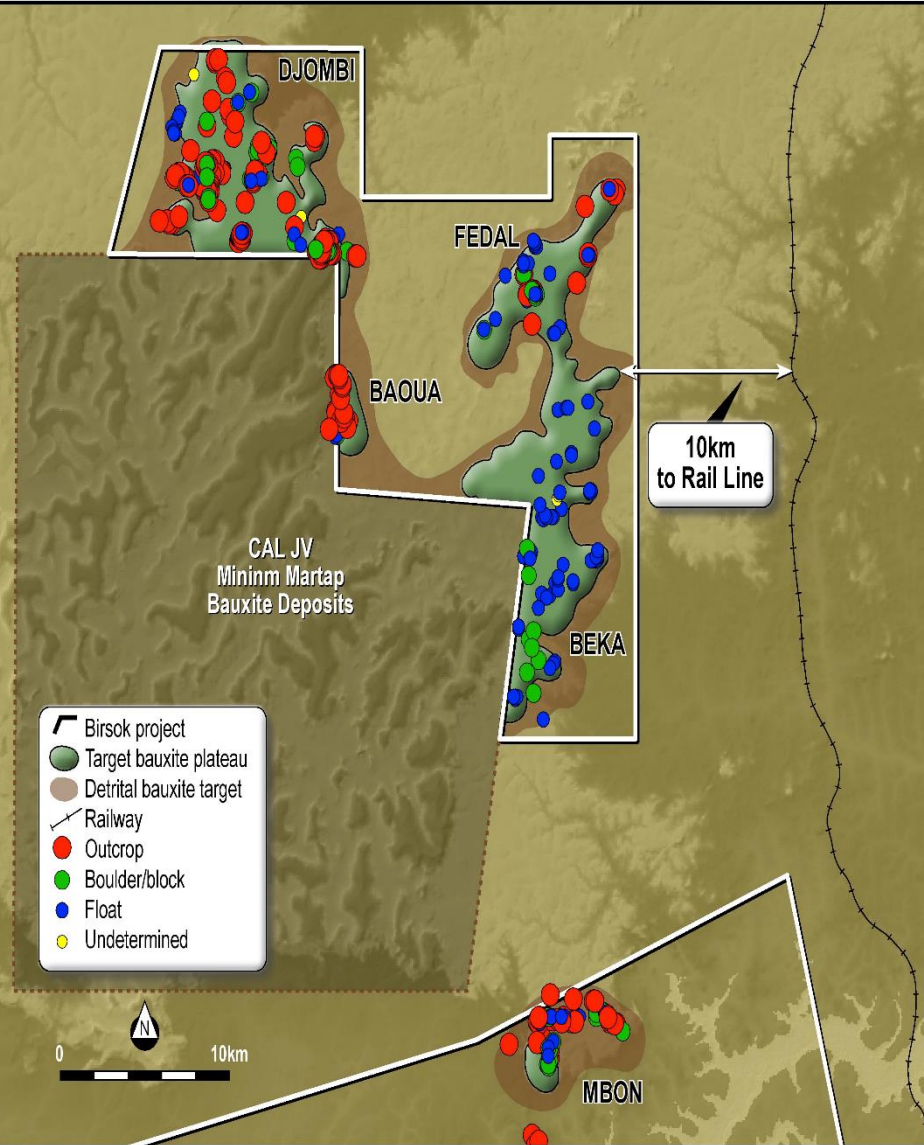 DJOMBI
FEDAL
BAOUA
10km
to Rail Line
CAL JV
Mininm Martap
Bauxite Deposits
BEKA
Birsok project
Target bauxite plateau
Detrital bauxite target
Railway
Outcrop
Boulder/block
Float
Undetermined
N
0 10km
MBON